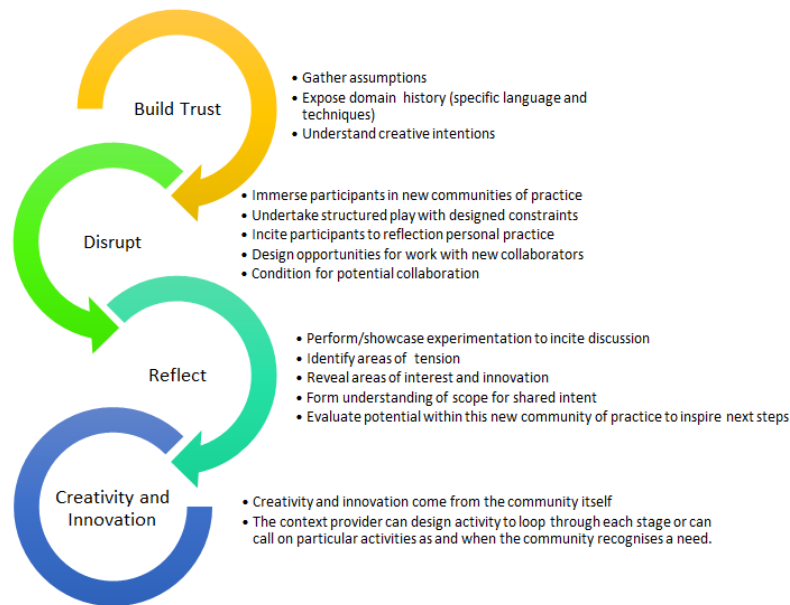 Build Trust
• Gather assumptions
• Expose domain history (specific language and
techniques)
• Understand creative intentions
Disrupt
• Immerse participants in new communities of practice
• Undertake structured play with designed constraints
• Incite participants to reflection personal practice
• Design opportunities for work with new collaborators
• Condition for potential collaboration
Reflect
• Perform/showcase experimentation to incite discussion
• Identify areas of tension
• Reveal areas of interest and innovation
• Form understanding of scope for shared intent
• Evaluate potential within this new community of practice to inspire next steps
Creativity and
Innovation
• Creativity and innovation come from the community itself
• The context provider can design activity to loop through each stage or can
call on particular activities as and when the community recognises a need.